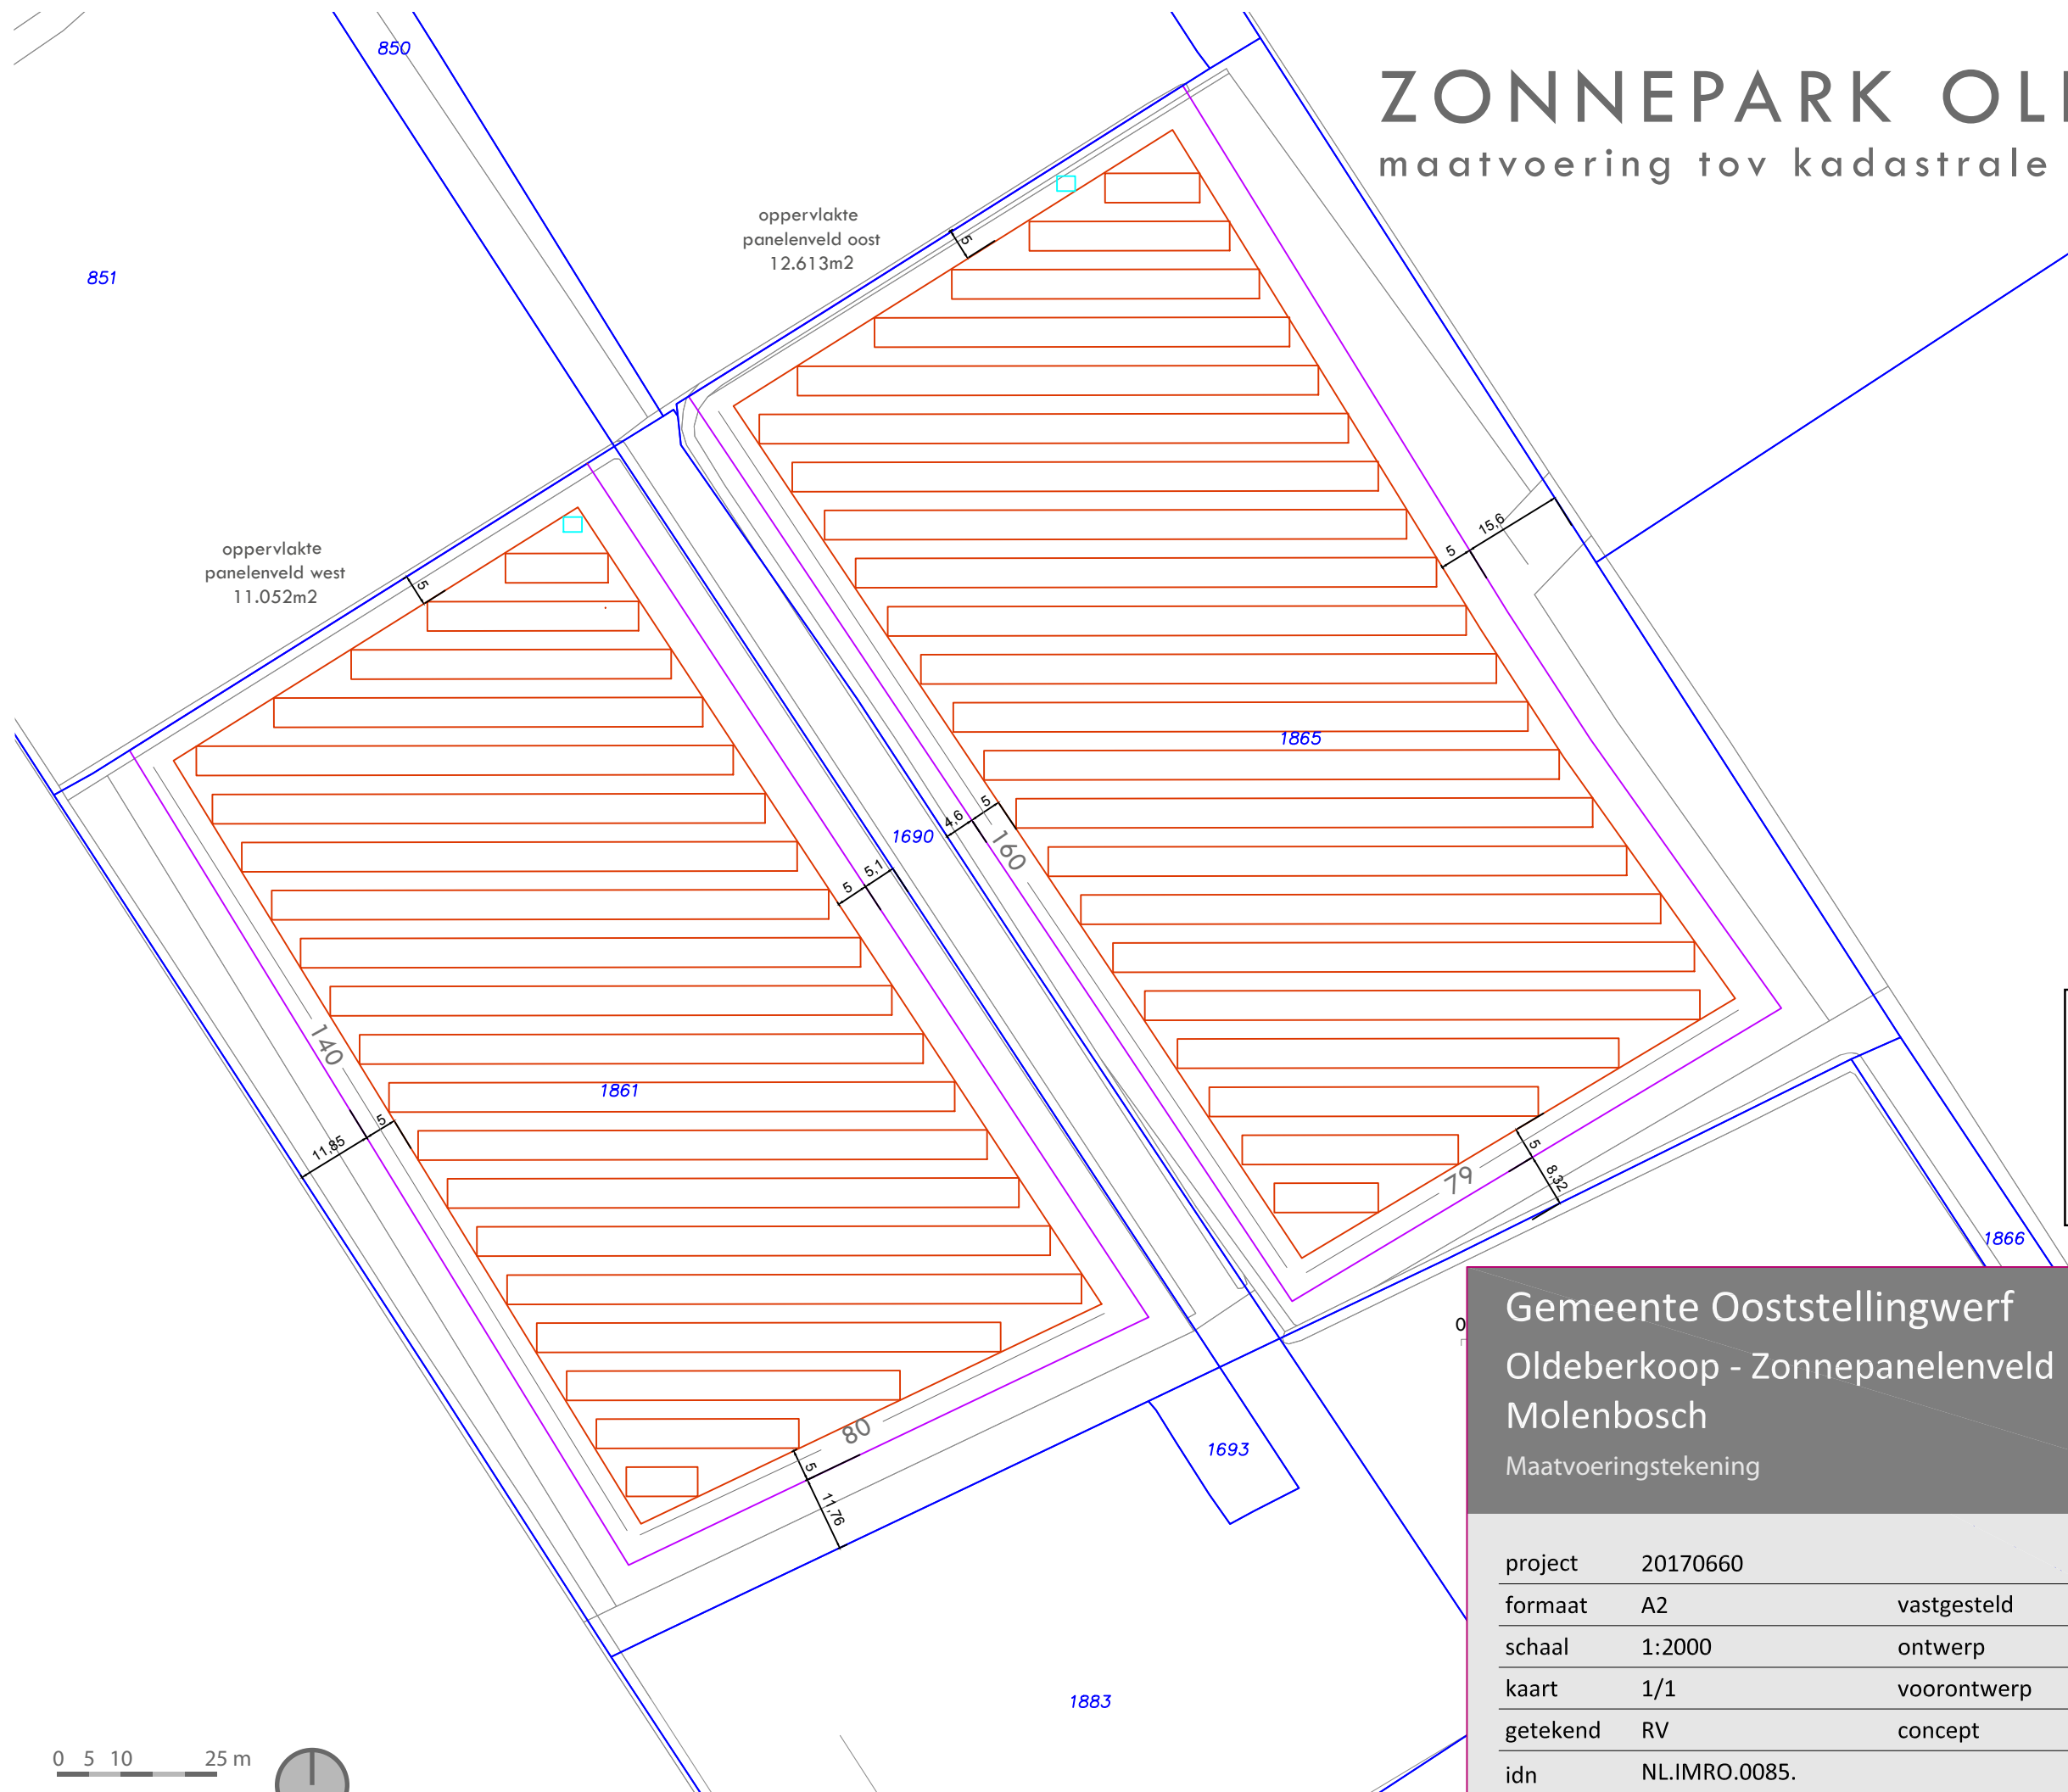 ZONNEPARK OL
maatvoering tov kadastrale
850
851
oppervlakte
panelenveld oost
12.613m2
5
oppervlakte
panelenveld west
11.052m2
5
15,6
5
1865
5
4,6
160
1690
5,1
5
140
1861
5
11,85
79
5
8,32
80
5
11,76
1866
1693
1883
0
0 5 10 25 m
Gemeente Ooststellingwerf
Oldeberkoop - Zonnepanelenveld
Molenbosch
Maatvoeringstekening
project 20170660
formaat A2 vastgesteld
schaal 1:2000 ontwerp
kaart 1/1 voorontwerp
getekend RV concept
idn NL.IMRO.0085.